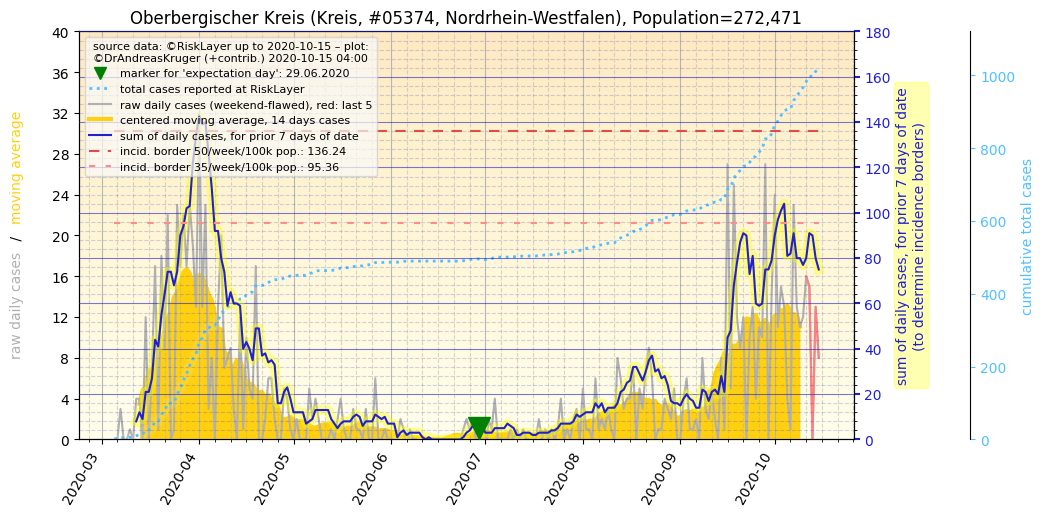 Oberbergischer Kreis (Kreis, #05374, Nordrhein-Westfalen), Population=272,471
source data: ©RiskLayer up to 2020-10-15 – plot:
©DrAndreasKruger (+contrib.) 2020-10-15 04:00
marker for 'expectation day': 29.06.2020
total cases reported at RiskLayer
raw daily cases (weekend-flawed), red: last 5
centered moving average, 14 days cases
sum of daily cases, for prior 7 days of date
incid. border 50/week/100k pop.: 136.24
incid. border 35/week/100k pop.: 95.36
raw daily cases / moving average
40
36
32
28
24
20
16
12
8
4
0
2020-03
2020-04
2020-05
2020-06
2020-07
2020-08
2020-09
2020-10
180
160
140
120
100
80
60
40
20
0
sum of daily cases, for prior 7 days of date
(to determine incidence borders)
1000
800
600
400
200
0
cumulative total cases